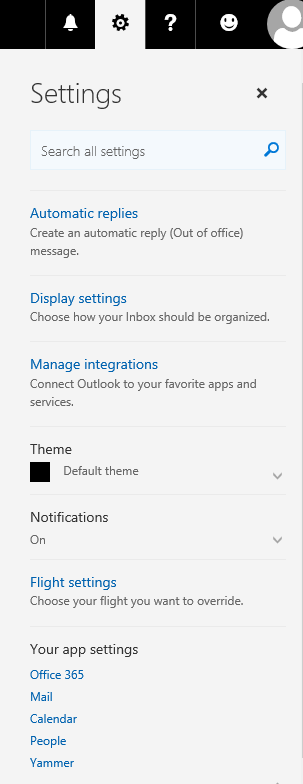 Settings
Search all settings
Automatic replies
Create an automatic reply (Out of office)
message.
Display settings
Choose how your Inbox should be organized.
Manage integrations
Connect Outlook to your favorite apps and
services.
Theme
Default theme
Notifications
On
Flight settings
Choose your flight you want to override.
Your app settings
Office 365
Mail
Calendar
People
Yammer